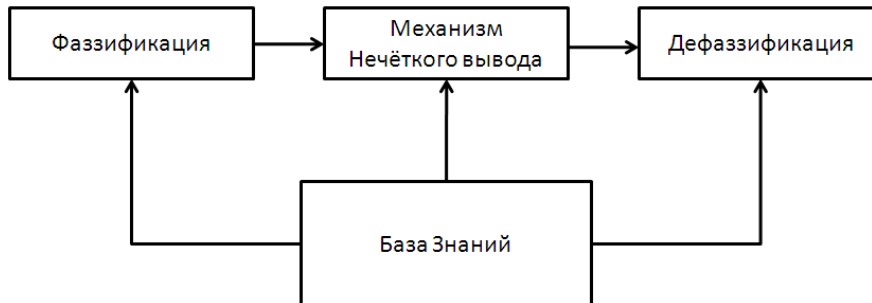 Фаззификация
Механизм
Нечёткого вывода
Дефаззификация
База Знаний